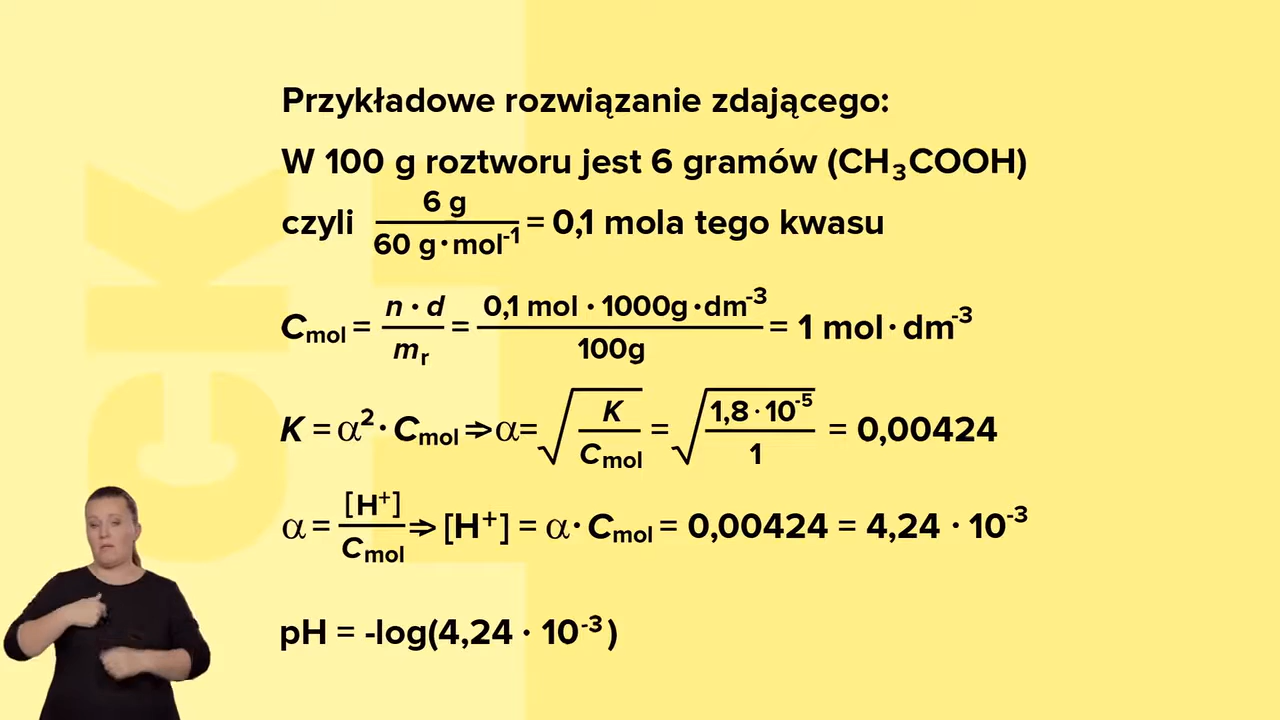 Przykładowe rozwiązanie zdającego:
W 100 g roztworu jest 6 gramów (CH₃COOH)
czyli 6 g / 60 g·mol⁻¹ = 0,1 mola tego kwasu
Cmol = n · d / mᵣ = 0,1 mol · 1000g·dm⁻³ / 100g = 1 mol·dm⁻³
K = α²· Cmol ⇒ α = √(K / Cmol) = √(1,8 · 10⁻⁵ / 1) = 0,00424
α = [H⁺] / Cmol ⇒ [H⁺] = α· Cmol = 0,00424 = 4,24 · 10⁻³
pH = -log(4,24 · 10⁻³)
cke